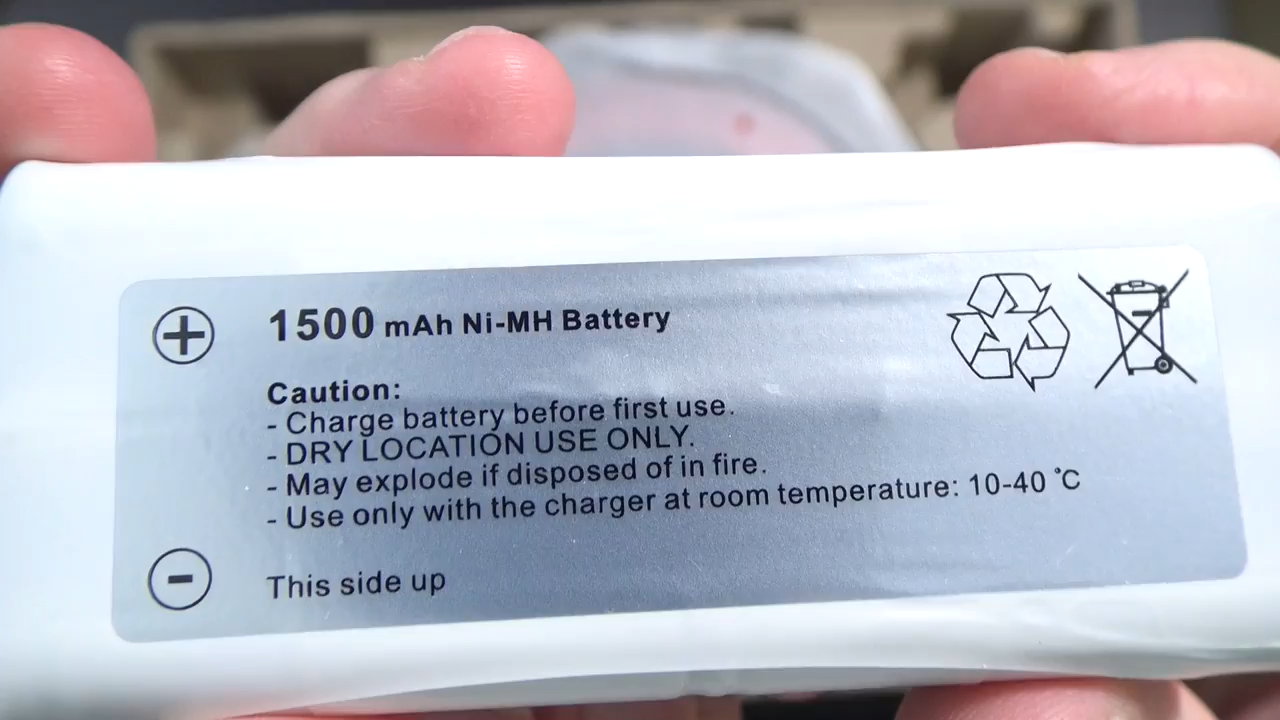 1500 mAh Ni-MH Battery
Caution:
- Charge battery before first use.
- DRY LOCATION USE ONLY.
- May explode if disposed of in fire.
- Use only with the charger at room temperature: 10-40 ℃
This side up